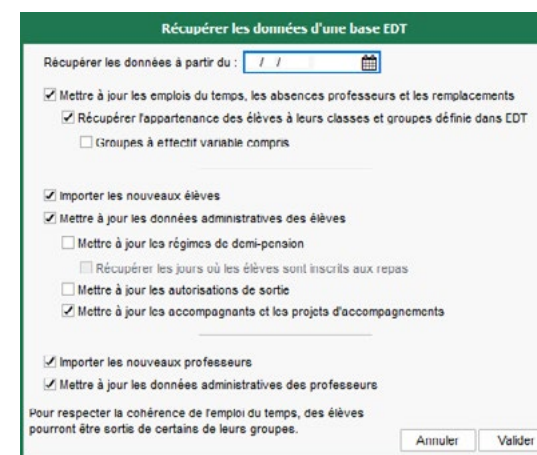 Récupérer les données d'une base EDT
Récupérer les données à partir du : / /
Mettre à jour les emplois du temps, les absences professeurs et les remplacements
Récupérer l'appartenance des élèves à leurs classes et groupes définie dans EDT
Groupes à effectif variable compris
Importer les nouveaux élèves
Mettre à jour les données administratives des élèves
Mettre à jour les régimes de demi-pension
Récupérer les jours où les élèves sont inscrits aux repas
Mettre à jour les autorisations de sortie
Mettre à jour les accompagnants et les projets d'accompagnements
Importer les nouveaux professeurs
Mettre à jour les données administratives des professeurs
Pour respecter la cohérence de l'emploi du temps, des élèves
pourront être sortis de certains de leurs groupes.
Annuler Valider